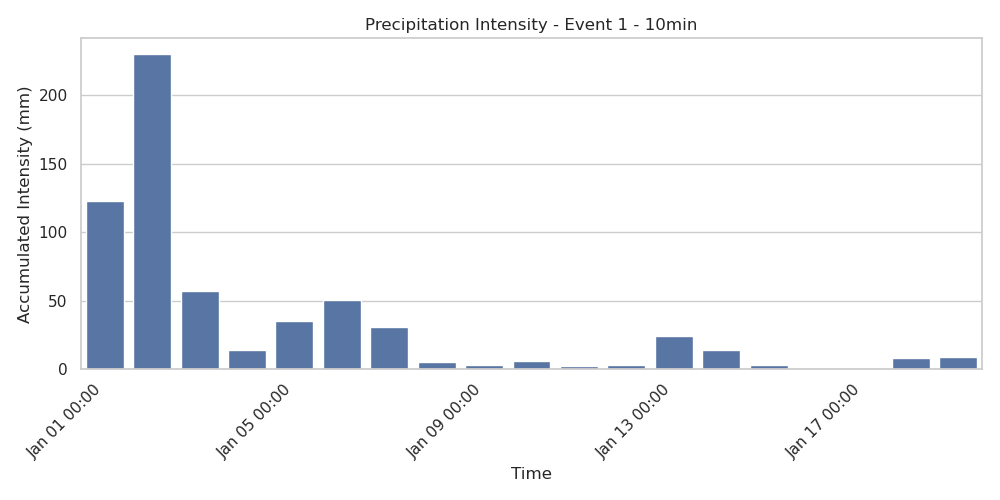 Precipitation Intensity - Event 1 - 10min
Accumulated Intensity (mm)
200
150
100
50
0
Jan 01 00:00
Jan 05 00:00
Jan 09 00:00
Jan 13 00:00
Jan 17 00:00
Time